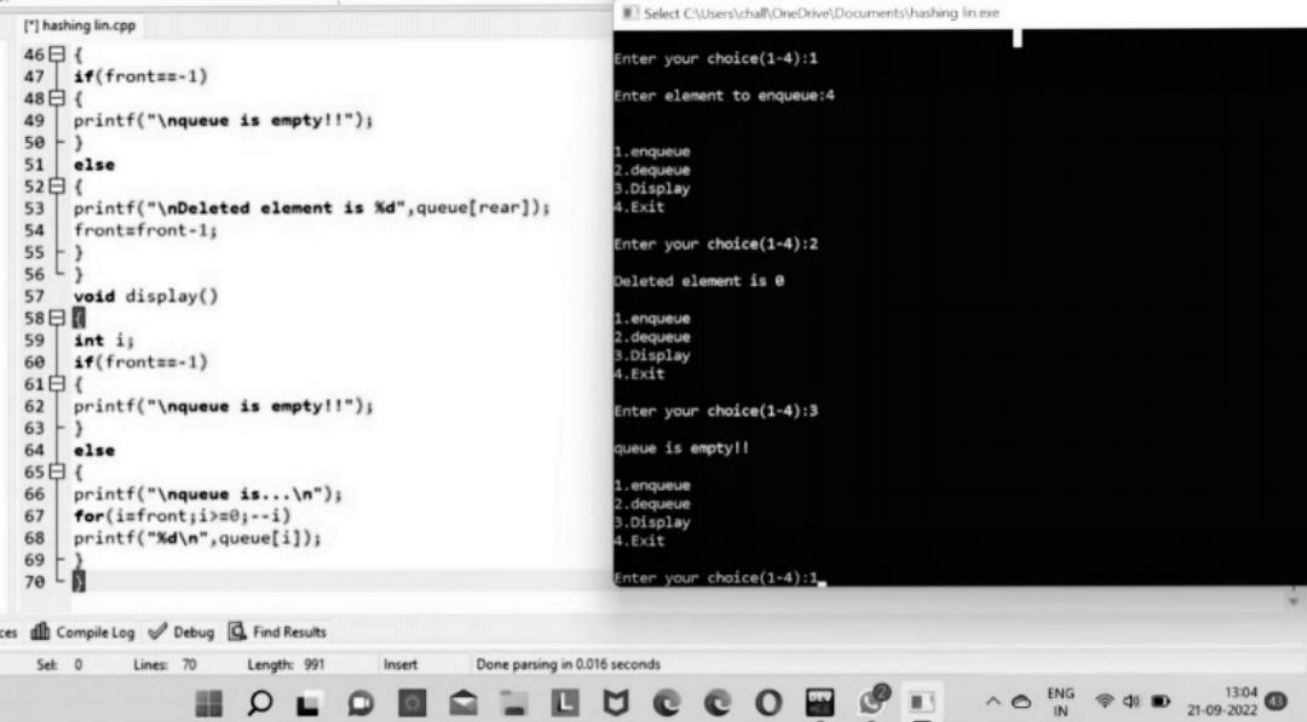 [*] hashing lin.cpp
46 {
47 if(front==-1)
48 {
49 printf("\nqueue is empty!!");
50 }
51 else
52 {
53 printf("\nDeleted element is %d",queue[rear]);
54 front=front-1;
55 }
56 }
57 void display()
58 {
59 int i;
60 if(front==-1)
61 {
62 printf("\nqueue is empty!!");
63 }
64 else
65 {
66 printf("\nqueue is...\n");
67 for(i=front;i>=0;--i)
68 printf("%d\n",queue[i]);
69 }
70 }
Select C:\Users\chall\OneDrive\Documents\hashing lin.exe
Enter your choice(1-4):1
Enter element to enqueue:4
1.enqueue
2.dequeue
3.Display
4.Exit
Enter your choice(1-4):2
Deleted element is 0
1.enqueue
2.dequeue
3.Display
4.Exit
Enter your choice(1-4):3
queue is empty!!
1.enqueue
2.dequeue
3.Display
4.Exit
Enter your choice(1-4):1
ces Compile Log Debug Find Results
Sel: 0 Lines: 70 Length: 991 Insert Done parsing in 0.016 seconds
L DEV 2 ENG 13:04
IN 21-09-2022 43